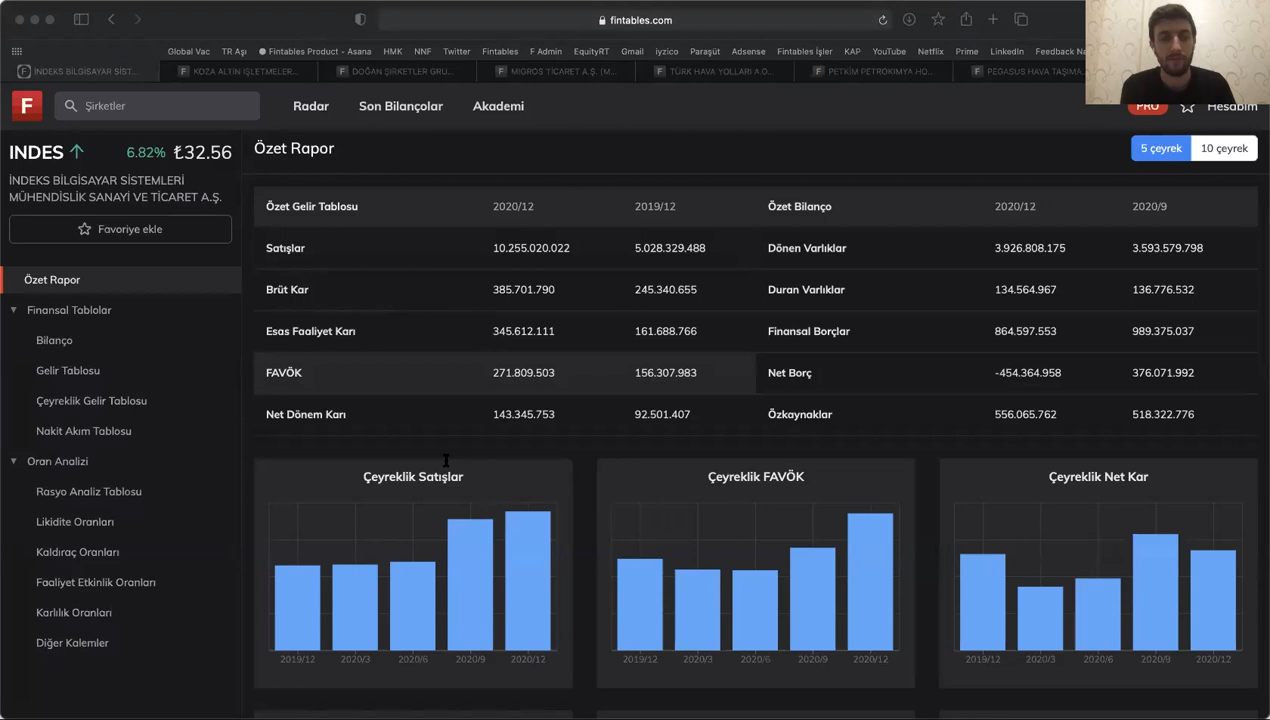 fintables.com
Global Vac TR Aşı Fintables Product - Asana HMK NNF Twitter Fintables F Admin EquityRT Gmail iyzico Paraşüt Adsense Fintables İşler KAP YouTube Netflix Prime LinkedIn Feedback
İNDEKS BİLGİSAYAR SİST... KOZA ALTIN İŞLETMELER... DOĞAN ŞİRKETLER GRU... MİGROS TİCARET A.Ş. (M... TÜRK HAVA YOLLARI A.O... PETKİM PETROKİMYA HO... PEGASUS HAVA TAŞIMA
F Şirketler Radar Son Bilançolar Akademi PRO Hesabım
INDES 6.82% ₺32.56
İNDEKS BİLGİSAYAR SİSTEMLERİ
MÜHENDİSLİK SANAYİ VE TİCARET A.Ş.
Favoriye ekle
Özet Rapor
Finansal Tablolar
Bilanço
Gelir Tablosu
Çeyreklik Gelir Tablosu
Nakit Akım Tablosu
Oran Analizi
Rasyo Analiz Tablosu
Likidite Oranları
Kaldıraç Oranları
Faaliyet Etkinlik Oranları
Karlılık Oranları
Diğer Kalemler
Özet Rapor 5 çeyrek 10 çeyrek
Özet Gelir Tablosu 2020/12 2019/12 Özet Bilanço 2020/12 2020/9
Satışlar 10.255.020.022 5.028.329.488 Dönen Varlıklar 3.926.808.175 3.593.579.798
Brüt Kar 385.701.790 245.340.655 Duran Varlıklar 134.564.967 136.776.532
Esas Faaliyet Karı 345.612.111 161.688.766 Finansal Borçlar 864.597.553 989.375.037
FAVÖK 271.809.503 156.307.983 Net Borç -454.364.958 376.071.992
Net Dönem Karı 143.345.753 92.501.407 Özkaynaklar 556.065.762 518.322.776
Çeyreklik Satışlar
2019/12 2020/3 2020/6 2020/9 2020/12
Çeyreklik FAVÖK
2019/12 2020/3 2020/6 2020/9 2020/12
Çeyreklik Net Kar
2019/12 2020/3 2020/6 2020/9 2020/12